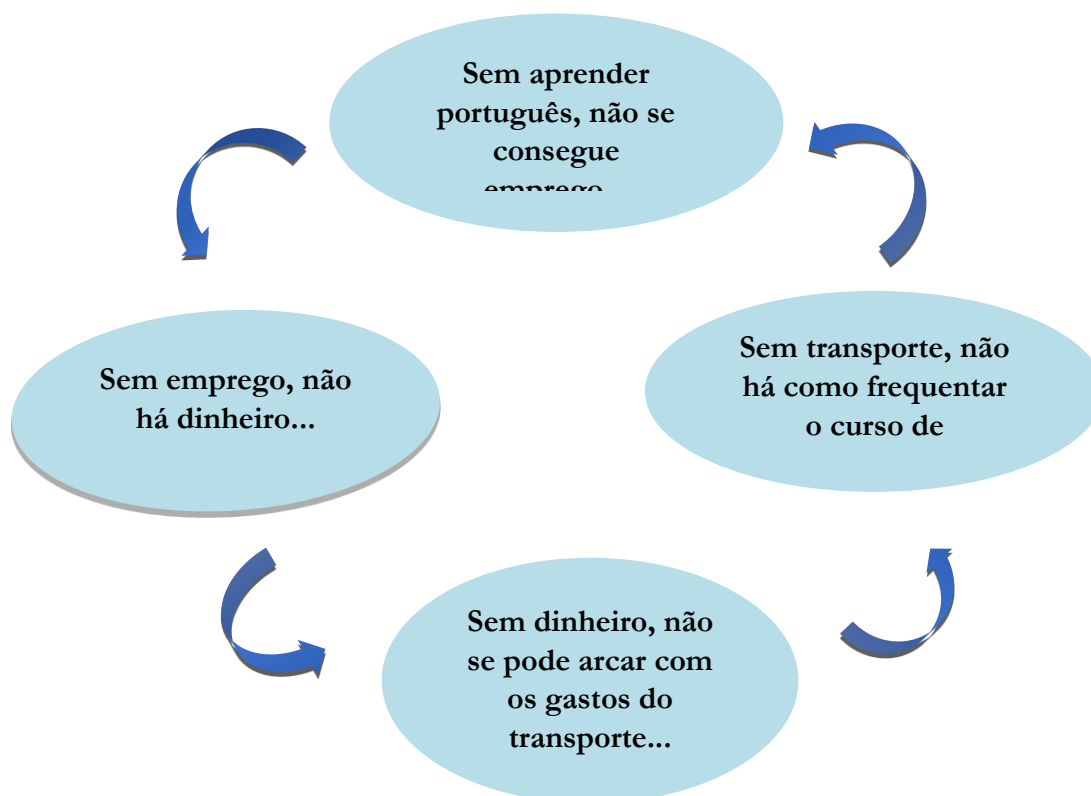 Sem aprender
português, não se
consegue
emprego
Sem emprego, não
há dinheiro...
Sem dinheiro, não
se pode arcar com
os gastos do
transporte...
Sem transporte, não
há como frequentar
o curso de